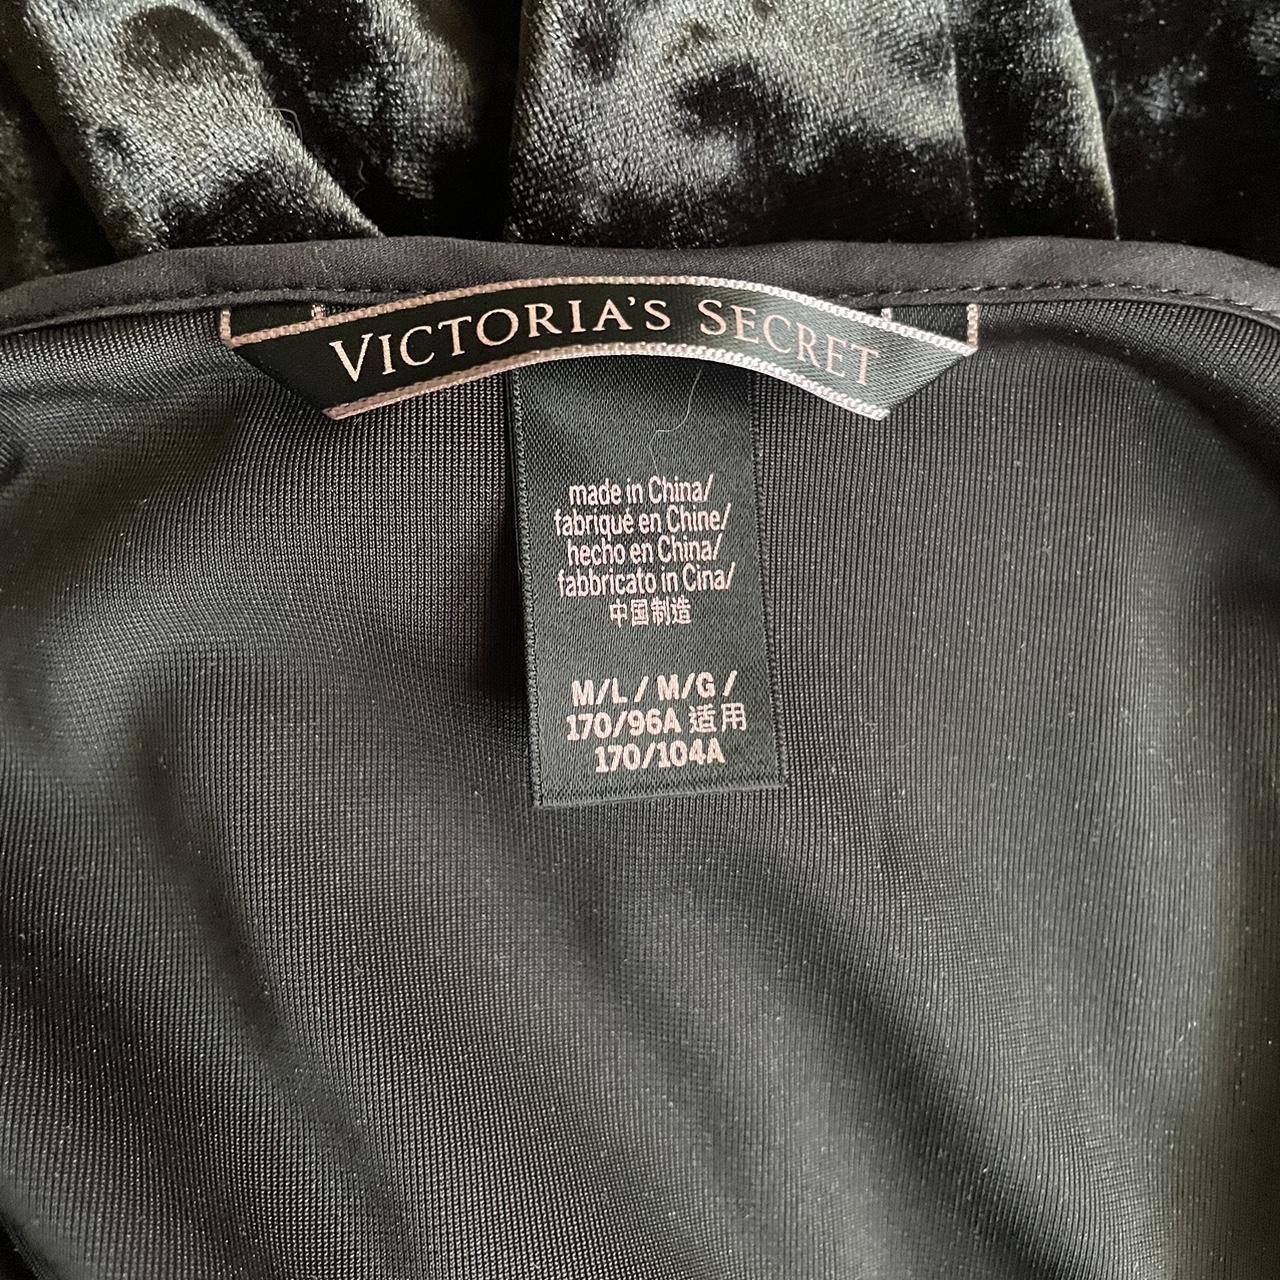 VICTORIA'S SECRET
made in China/
fabriqué en Chine/
hecho en China/
fabbricato in Cina/
中国制造
M/L / M/G /
170/96A 适用
170/104A